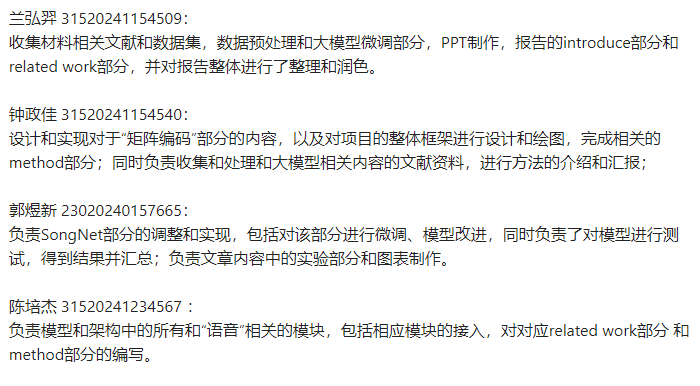 兰弘羿 31520241154509：
收集材料相关文献和数据集，数据预处理和大模型微调部分，PPT制作，报告的introduce部分和
related work部分，并对报告整体进行了整理和润色。
钟政佳 31520241154540：
设计和实现对于“矩阵编码”部分的内容，以及对项目的整体框架进行设计和绘图，完成相关的
method部分；同时负责收集和处理和大模型相关内容的文献资料，进行方法的介绍和汇报；
郭煜新 23020240157665：
负责SongNet部分的调整和实现，包括对该部分进行微调、模型改进，同时负责了对模型进行测
试，得到结果并汇总；负责文章内容中的实验部分和图表制作。
陈培杰 31520241234567 ：
负责模型和架构中的所有和“语音”相关的模块，包括相应模块的接入，对对应related work部分 和
method部分的编写。